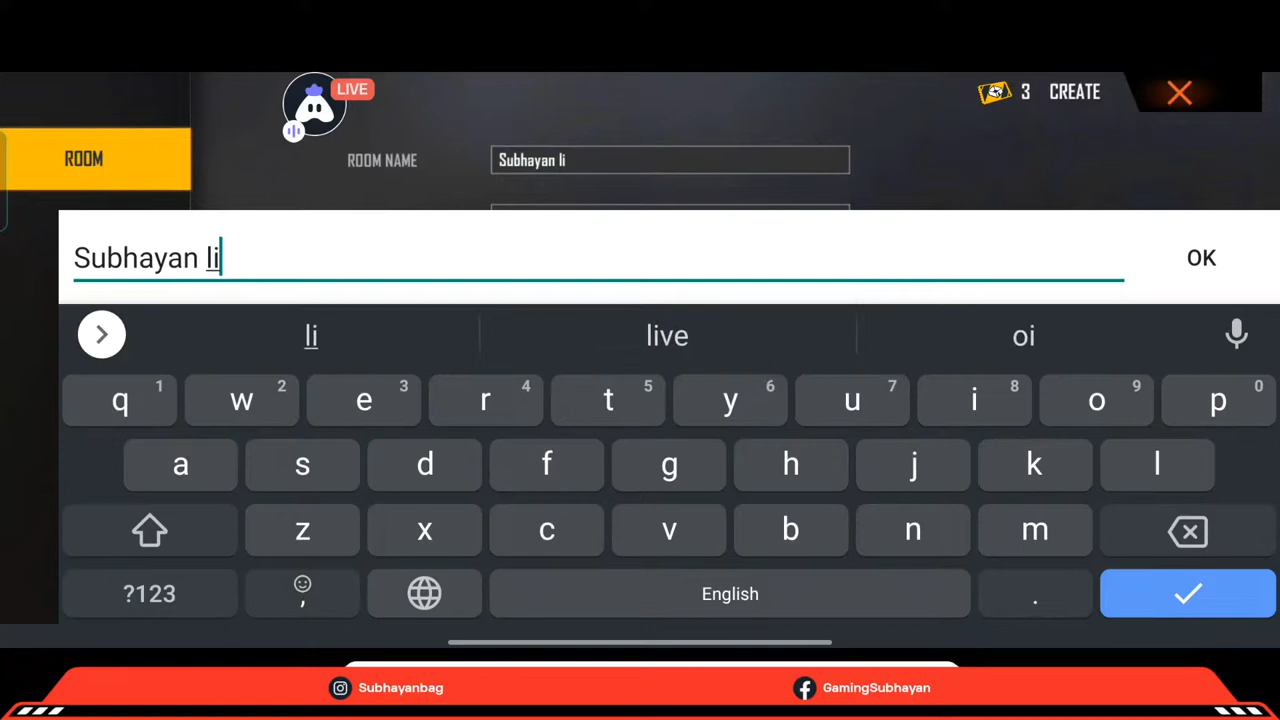 LIVE
3 CREATE
ROOM
ROOM NAME Subhayan li
Subhayan li
OK
li live oi
q 1 w 2 e 3 r 4 t 5 y 6 u 7 i 8 o 9 p 0
a s d f g h j k l
z x c v b n m
?123 , English .
Subhayanbag GamingSubhayan